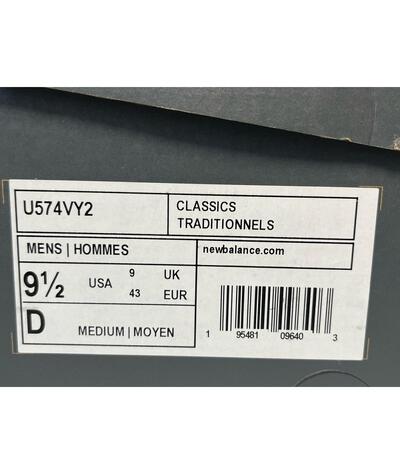 U574VY2
CLASSICS
TRADITIONNELS
MENS | HOMMES
newbalance.com
9½ USA 9 UK
43 EUR
D MEDIUM | MOYEN
1 95481 09640 3